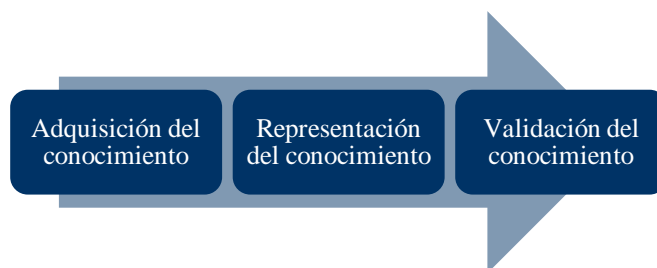 Adquisición del
conocimiento
Representación
del conocimiento
Validación del
conocimiento